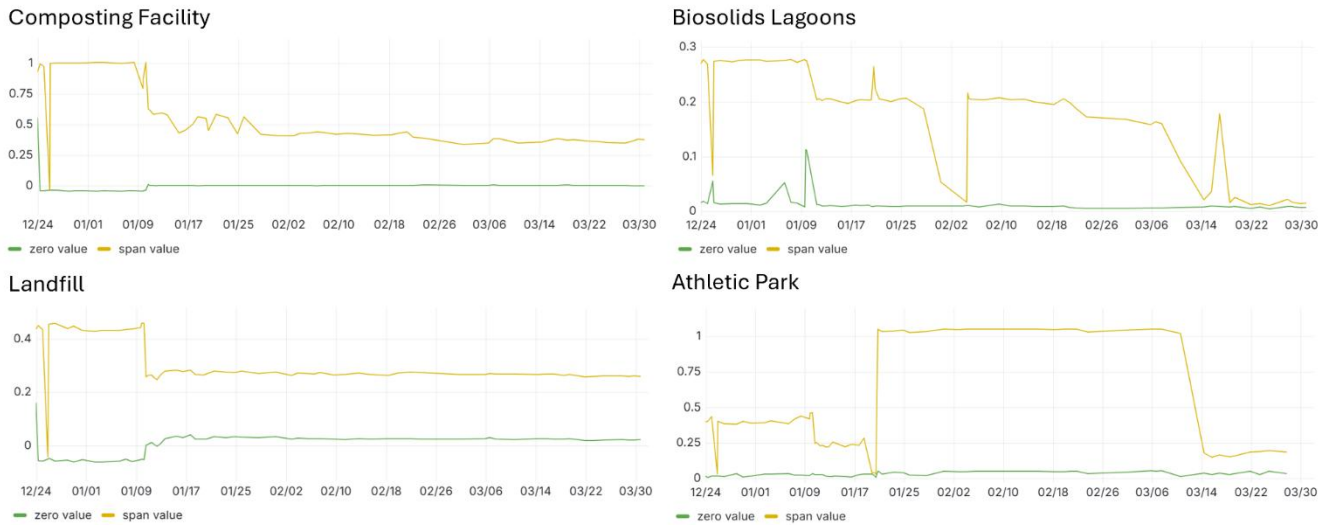 Composting Facility
1
0.75
0.5
0.25
0
12/24 01/01 01/09 01/17 01/25 02/02 02/10 02/18 02/26 03/06 03/14 03/22 03/30
zero value span value
Biosolids Lagoons
0.3
0.2
0.1
0
12/24 01/01 01/09 01/17 01/25 02/02 02/10 02/18 02/26 03/06 03/14 03/22 03/30
zero value span value
Landfill
0.4
0.2
0
12/24 01/01 01/09 01/17 01/25 02/02 02/10 02/18 02/26 03/06 03/14 03/22 03/30
zero value span value
Athletic Park
1
0.75
0.5
0.25
0
12/24 01/01 01/09 01/17 01/25 02/02 02/10 02/18 02/26 03/06 03/14 03/22 03/30
zero value span value